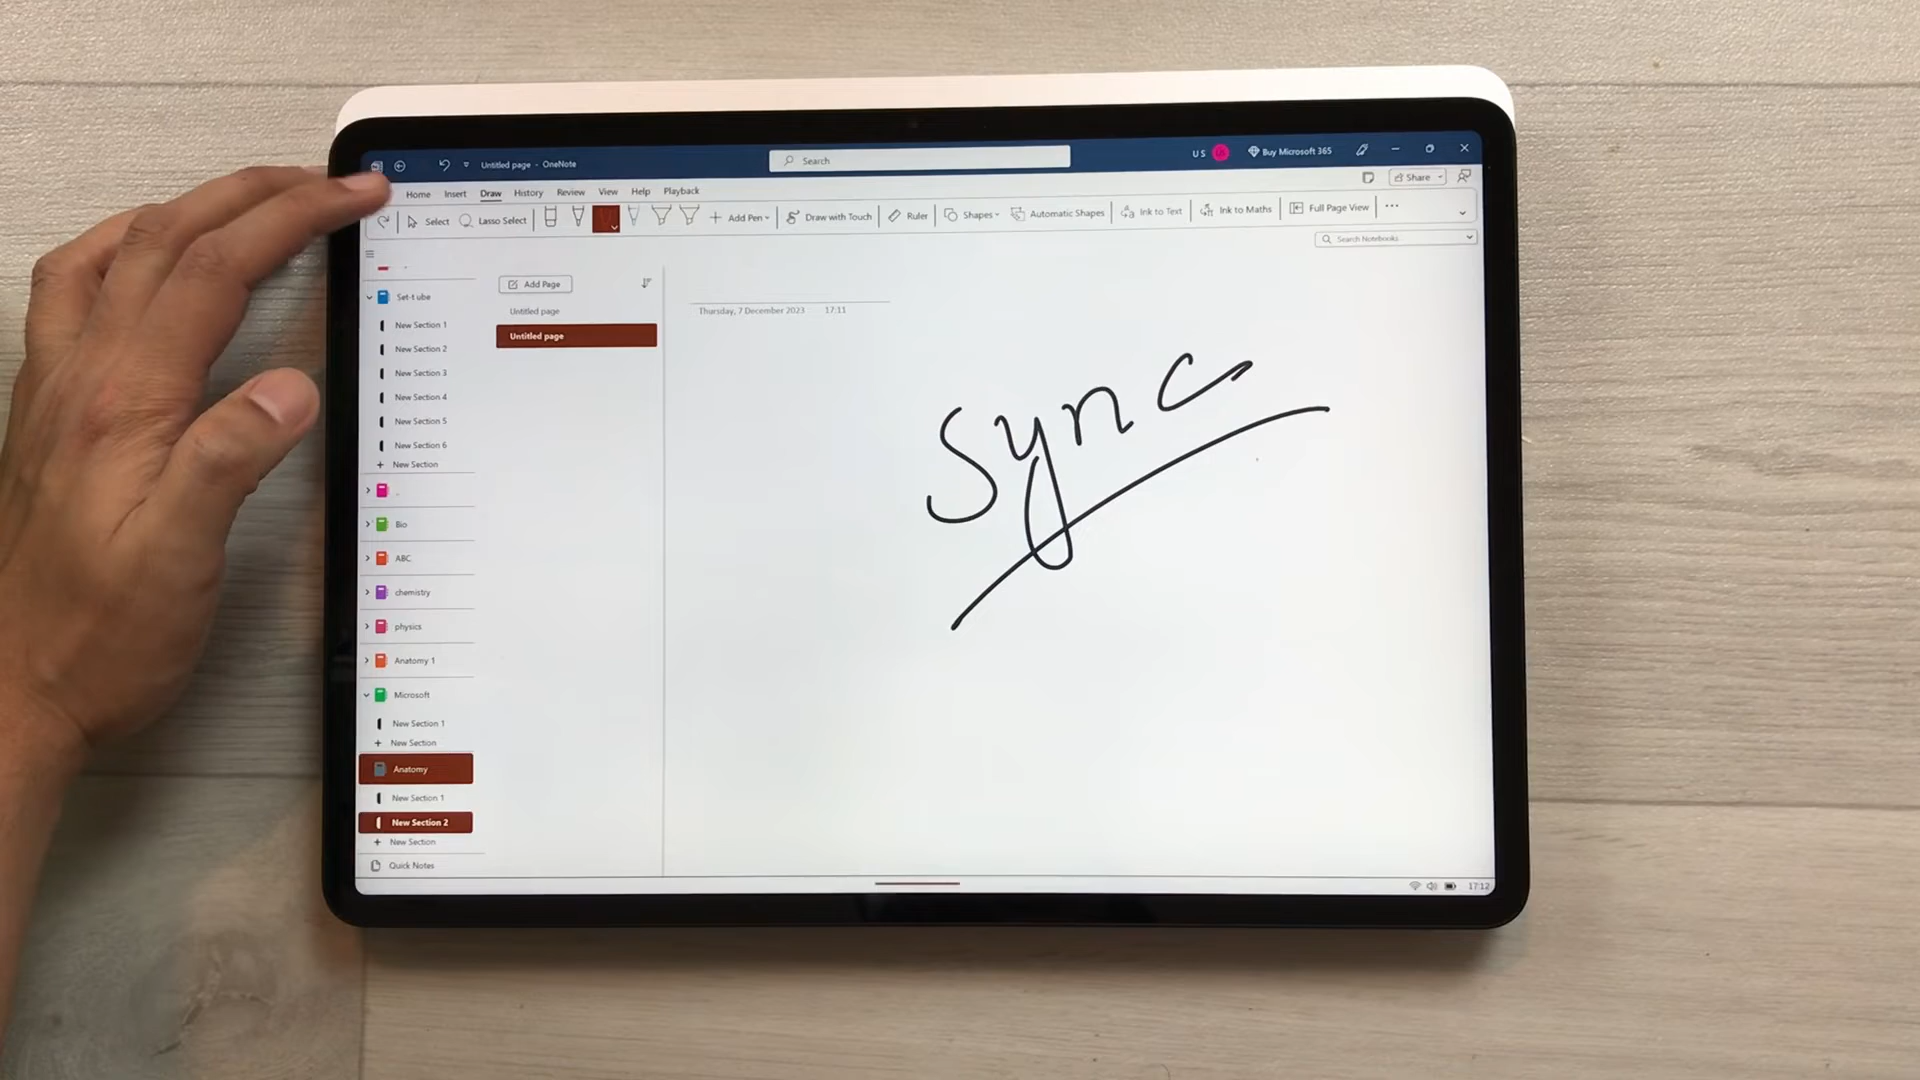 Untitled page - OneNote
Search
U S
Buy Microsoft 365
Home Insert Draw History Review View Help Playback
Share
Select Lasso Select
Add Pen
Draw with Touch
Ruler
Shapes
Automatic Shapes
Ink to Text
Ink to Maths
Full Page View
Search Notebooks
Set-t ube
New Section 1
New Section 2
New Section 3
New Section 4
New Section 5
New Section 6
+ New Section
.
Bio
ABC
chemistry
physics
Anatomy 1
Microsoft
New Section 1
+ New Section
Anatomy
New Section 1
New Section 2
+ New Section
Quick Notes
Add Page
Untitled page
Untitled page
Thursday, 7 December 2023 17:11
Sync
17:12